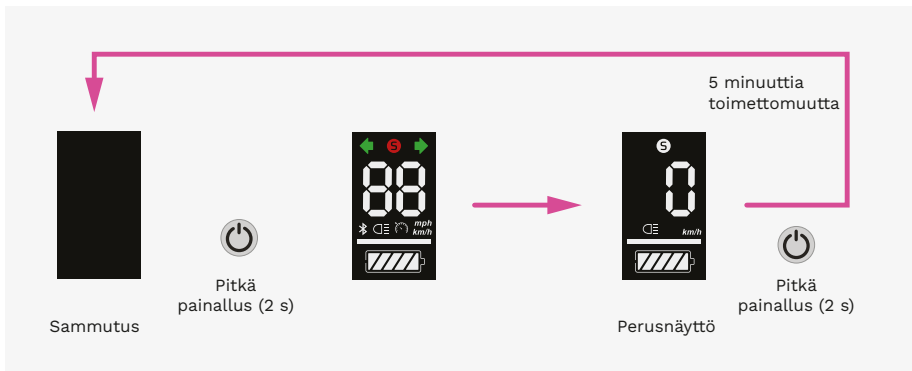 5 minuuttia
toimettomuutta
S
88
mph
km/h
S
0
km/h
Pitkä
painallus (2 s)
Pitkä
painallus (2 s)
Sammutus
Perusnäyttö